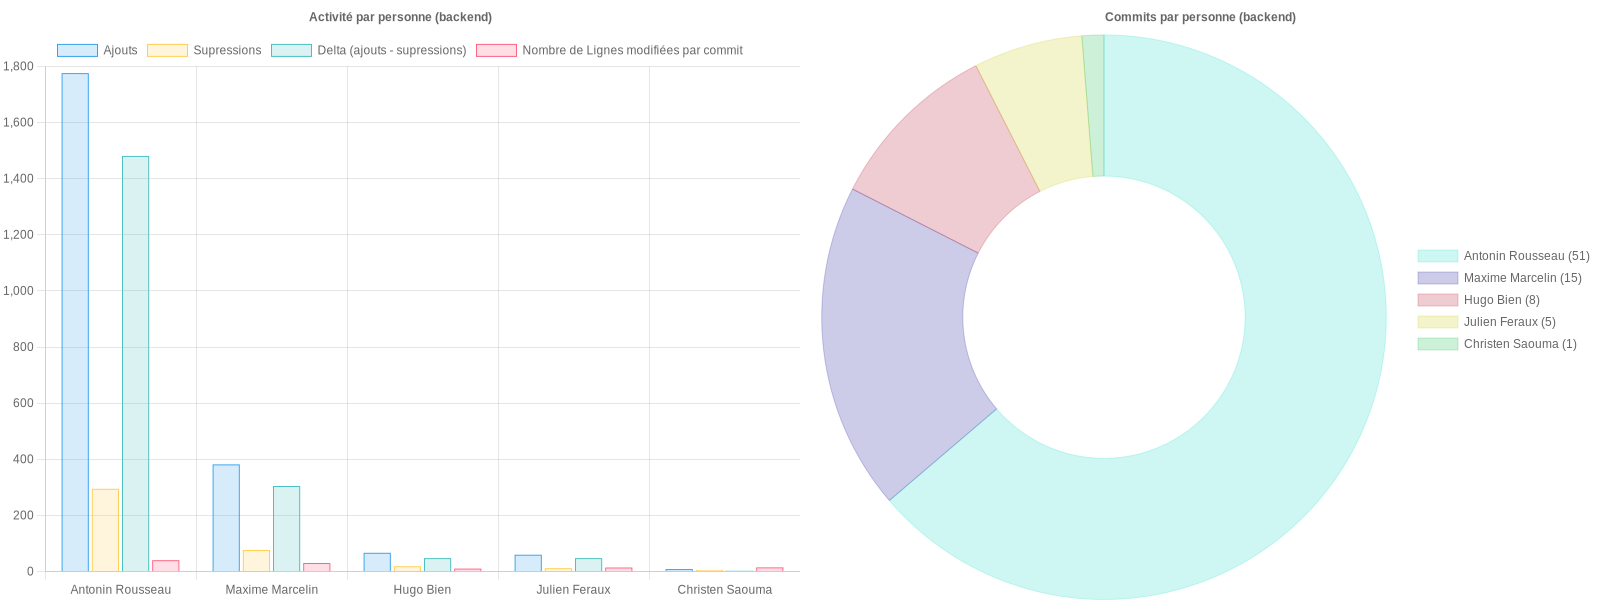 Activité par personne (backend)
Ajouts
Supressions
Delta (ajouts - supressions)
Nombre de Lignes modifiées par commit
1,800
1,600
1,400
1,200
1,000
800
600
400
200
0
Antonin Rousseau
Maxime Marcelin
Hugo Bien
Julien Feraux
Christen Saouma
Commits par personne (backend)
Antonin Rousseau (51)
Maxime Marcelin (15)
Hugo Bien (8)
Julien Feraux (5)
Christen Saouma (1)